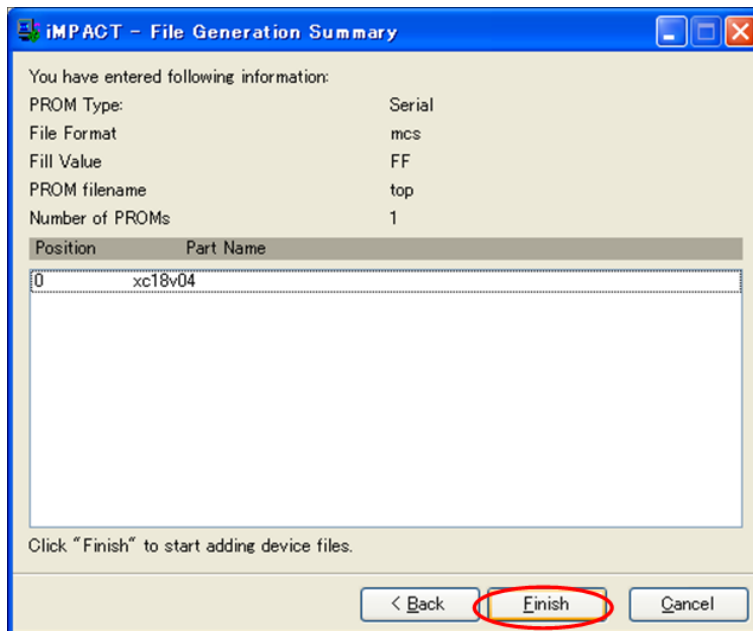 iMPACT - File Generation Summary
You have entered following information:
PROM Type: Serial
File Format mcs
Fill Value FF
PROM filename top
Number of PROMs 1
Position Part Name
0 xc18v04
Click "Finish" to start adding device files.
< Back Finish Cancel